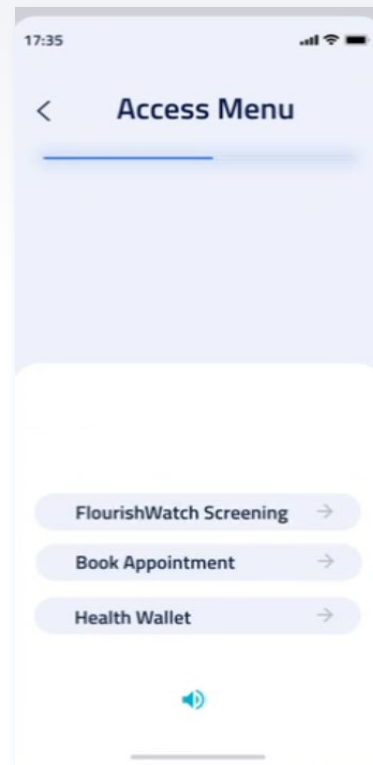 17:35
Access Menu
FlourishWatch Screening
Book Appointment
Health Wallet